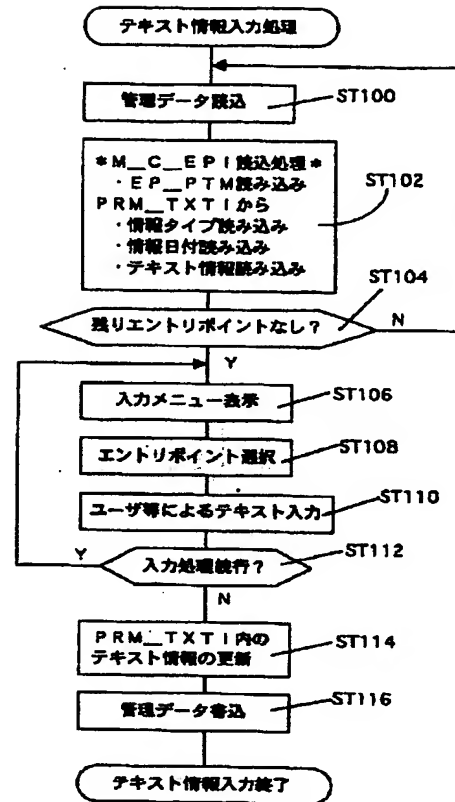 テキスト情報入力処理
管理データ読込
ST100
*M__C__EPI読込処理*
・EP__PTM読み込み
PRM__TXTIから
・情報タイプ読み込み
・情報日付読み込み
・テキスト情報読み込み
ST102
ST104
残りエントリポイントなし?
N
Y
入力メニュー表示
ST106
エントリポイント選択
ST108
ユーザ等によるテキスト入力
ST110
Y
入力処理続行?
ST112
N
PRM__TXTI内の
テキスト情報の更新
ST114
管理データ書込
ST116
テキスト情報入力終了